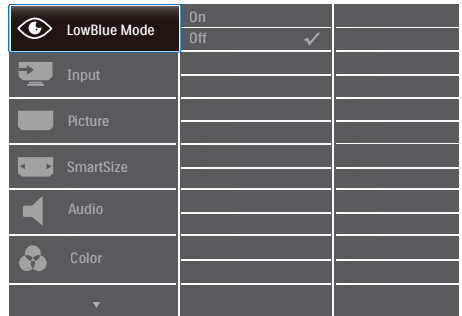 LowBlue Mode
On
Off
Input
Picture
SmartSize
Audio
Color